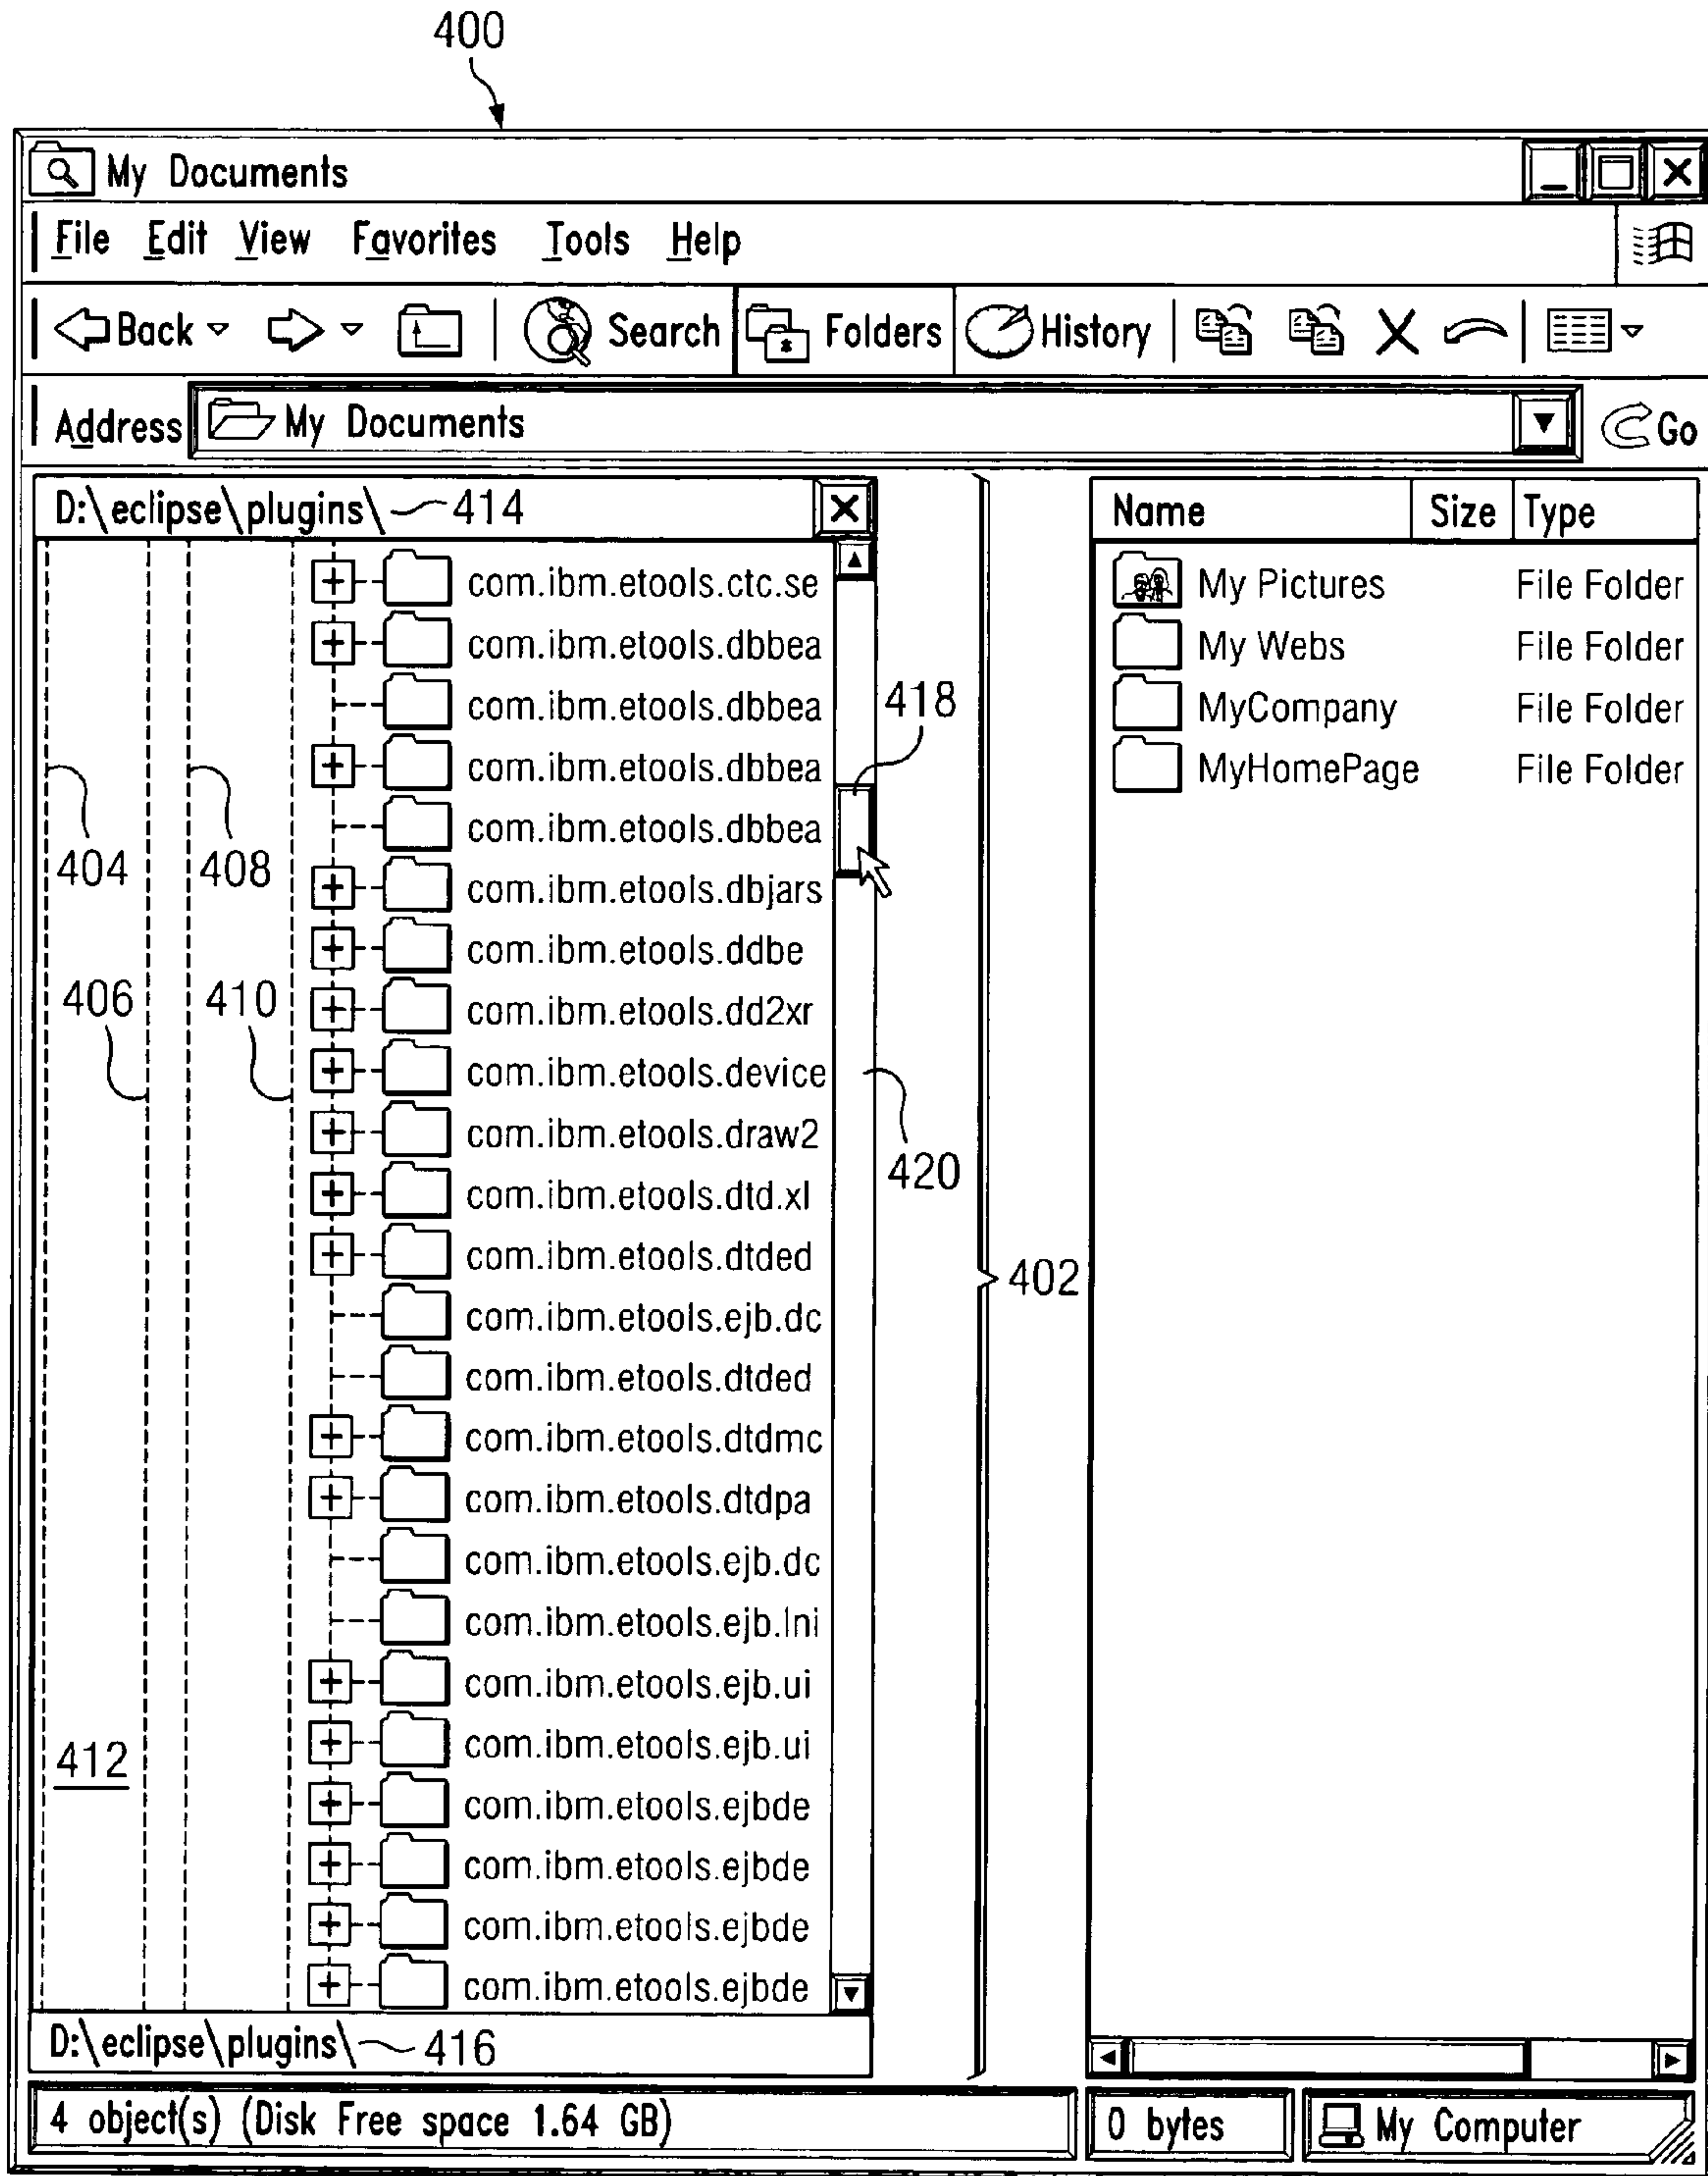 400
My Documents
File Edit View Favorites Tools Help
Back Search Folders History
Address My Documents Go
D:\eclipse\plugins\ 414
Name Size Type
com.ibm.etools.ctc.se
com.ibm.etools.dbbea
com.ibm.etools.dbbea
com.ibm.etools.dbbea
com.ibm.etools.dbbea
com.ibm.etools.dbjars
com.ibm.etools.ddbe
com.ibm.etools.dd2xr
com.ibm.etools.device
com.ibm.etools.draw2
com.ibm.etools.dtd.xl
com.ibm.etools.dtded
com.ibm.etools.ejb.dc
com.ibm.etools.dtded
com.ibm.etools.dtdmc
com.ibm.etools.dtdpa
com.ibm.etools.ejb.dc
com.ibm.etools.ejb.lni
com.ibm.etools.ejb.ui
com.ibm.etools.ejb.ui
com.ibm.etools.ejbde
com.ibm.etools.ejbde
com.ibm.etools.ejbde
com.ibm.etools.ejbde
404
408
406
410
412
418
420
402
My Pictures File Folder
My Webs File Folder
MyCompany File Folder
MyHomePage File Folder
D:\eclipse\plugins\ 416
4 object(s) (Disk Free space 1.64 GB)
0 bytes
My Computer